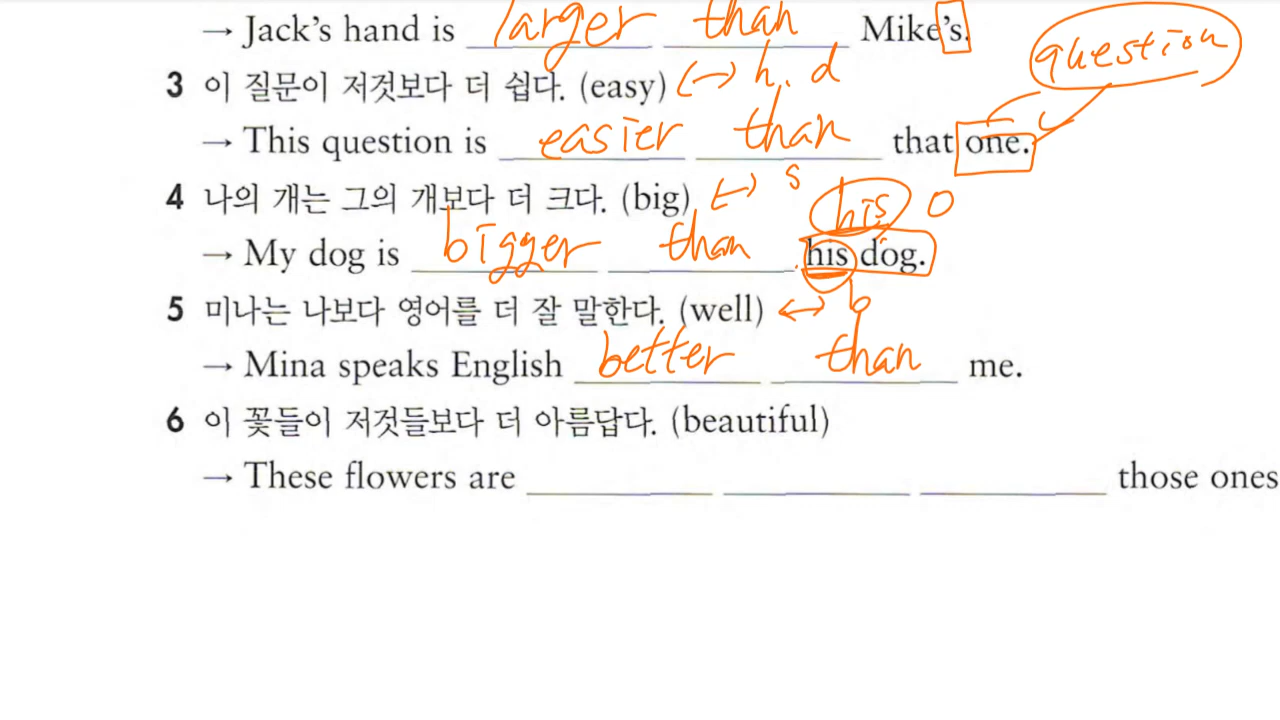 → Jack's hand is larger than Mike's.
question
3 이 질문이 저것보다 더 쉽다. (easy) (↔) h. d
→ This question is easier than that one.
4 나의 개는 그의 개보다 더 크다. (big) (↔) s
his O
→ My dog is bigger than his dog.
5 미나는 나보다 영어를 더 잘 말한다. (well) ↔ b
→ Mina speaks English better than me.
6 이 꽃들이 저것들보다 더 아름답다. (beautiful)
→ These flowers are ______ ______ ______ those ones